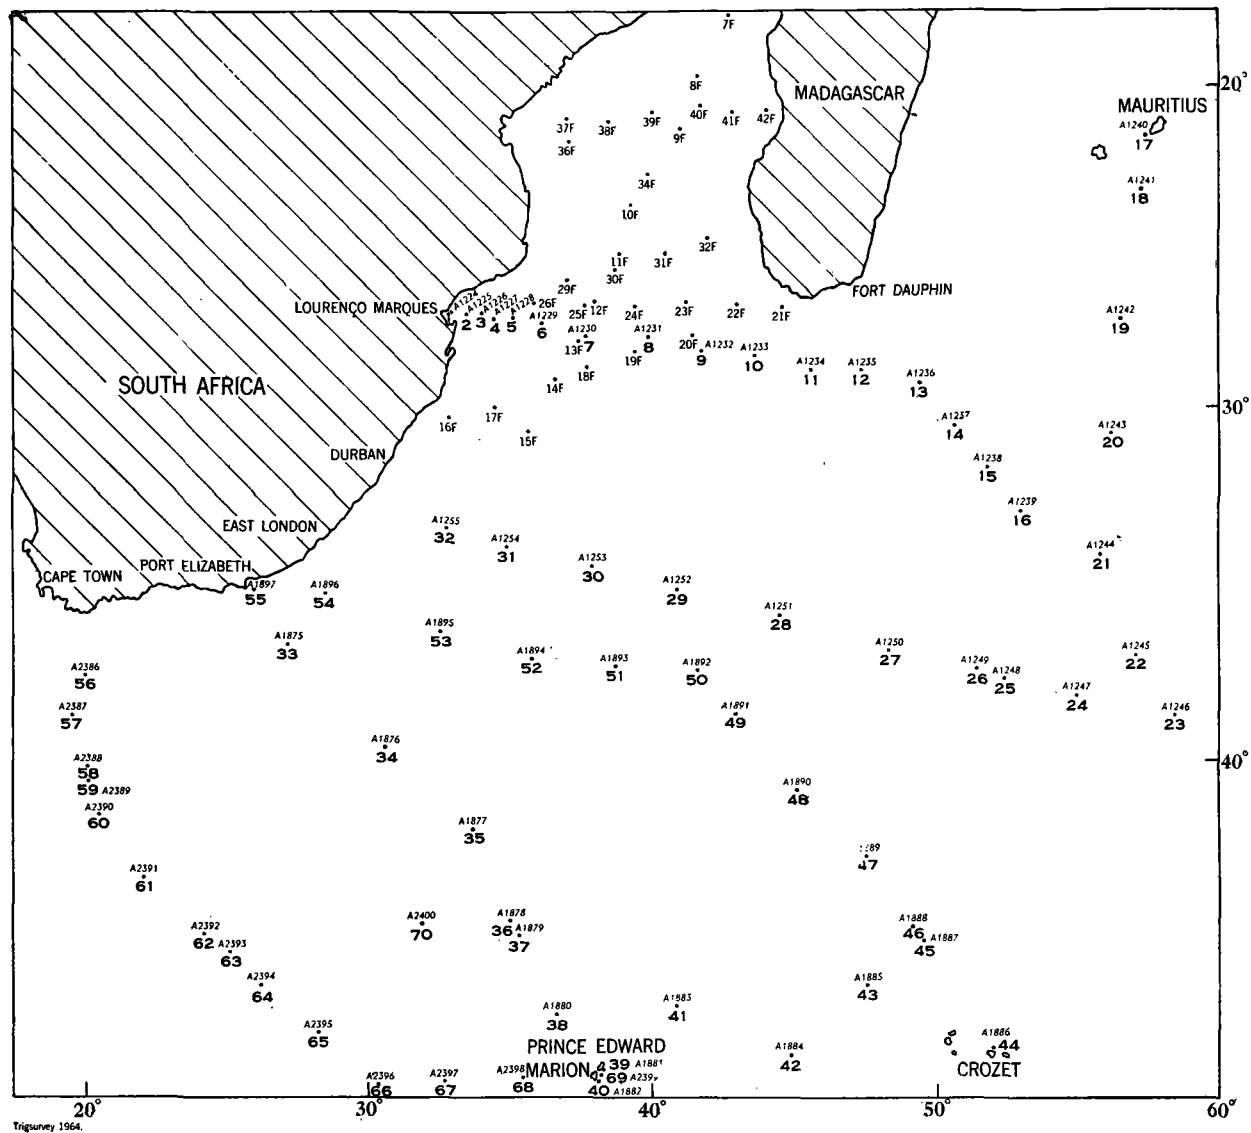 7F
20°
8F
MADAGASCAR
MAURITIUS
40F
39F
41F
42F
A1240
37F
38F
9F
17
36F
34F
A1241
18
10F
32F
11F
31F
30F
29F
FORT DAUPHIN
LOURENÇO MARQUES
A1224
A1225
A1226
A1227
A1228
26F
2
3
4
5
A1229
6
25F
12F
24F
23F
22F
21F
A1242
19
A1230
7
13F
A1231
8
20F
A1232
9
A1233
10
19F
A1234
11
A1235
12
A1236
13
18F
14F
SOUTH AFRICA
30°
17F
16F
15F
A1237
14
A1243
20
DURBAN
A1238
15
A1239
16
EAST LONDON
A1255
32
A1254
31
A1253
30
A1244
21
PORT ELIZABETH
CAPE TOWN
A1897
55
A1896
54
A1252
29
A1251
28
A1875
33
A1895
53
A1894
52
A1893
51
A1892
50
A1250
27
A1249
26
A1248
25
A1245
22
A2386
56
A1247
24
A2387
57
A1891
49
A1246
23
A1876
34
A2388
58
40°
59 A2389
A1890
48
A2390
60
A1877
35
47
A2391
61
A2392
62
A2393
63
A2400
70
A1878
36
A1879
37
A1888
46
A1887
45
A2394
64
A1885
43
A1880
38
A1883
41
A2395
65
A1884
42
A1886
44
PRINCE EDWARD
MARION
39 A1881
69
40 A1882
CROZET
A2396
66
A2397
67
A2398
68
20°
30°
40°
50°
60°
Trigsurvey 1964.